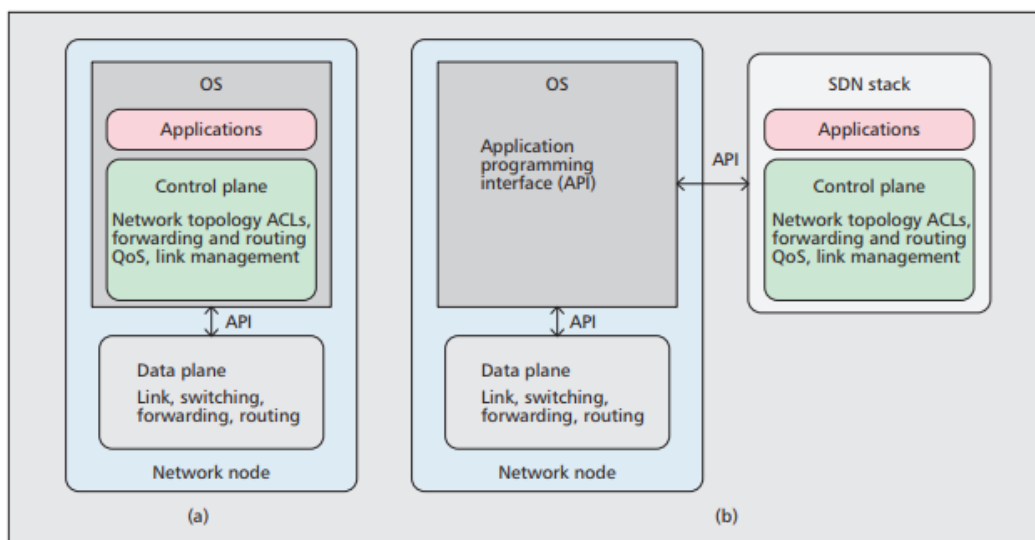 OS
Applications
Control plane
Network topology ACLs,
forwarding and routing
QoS, link management
API
Data plane
Link, switching,
forwarding, routing
Network node
(a)
OS
Application
programming
interface (API)
API
Data plane
Link, switching,
forwarding, routing
Network node
API
SDN stack
Applications
Control plane
Network topology ACLs,
forwarding and routing
QoS, link management
(b)